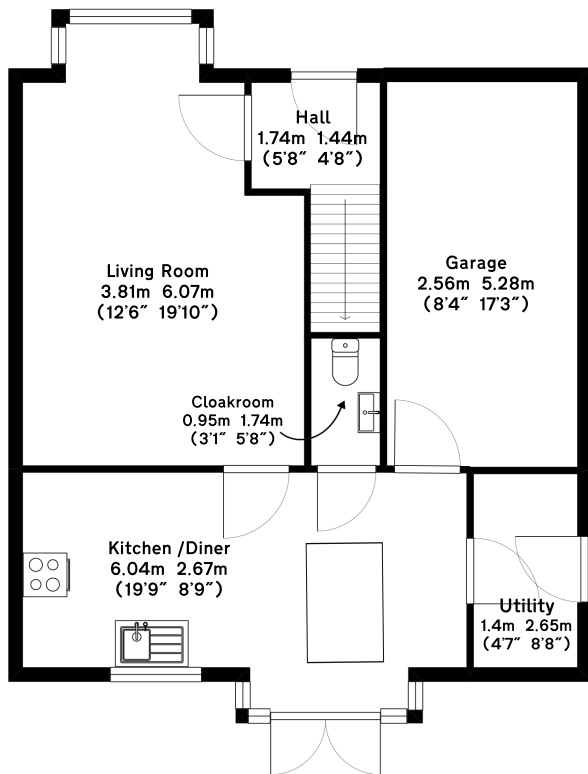 Hall
1.74m 1.44m
(5'8" 4'8")
Living Room
3.81m 6.07m
(12'6" 19'10")
Garage
2.56m 5.28m
(8'4" 17'3")
Cloakroom
0.95m 1.74m
(3'1" 5'8")
Kitchen /Diner
6.04m 2.67m
(19'9" 8'9")
Utility
1.4m 2.65m
(4'7" 8'8")